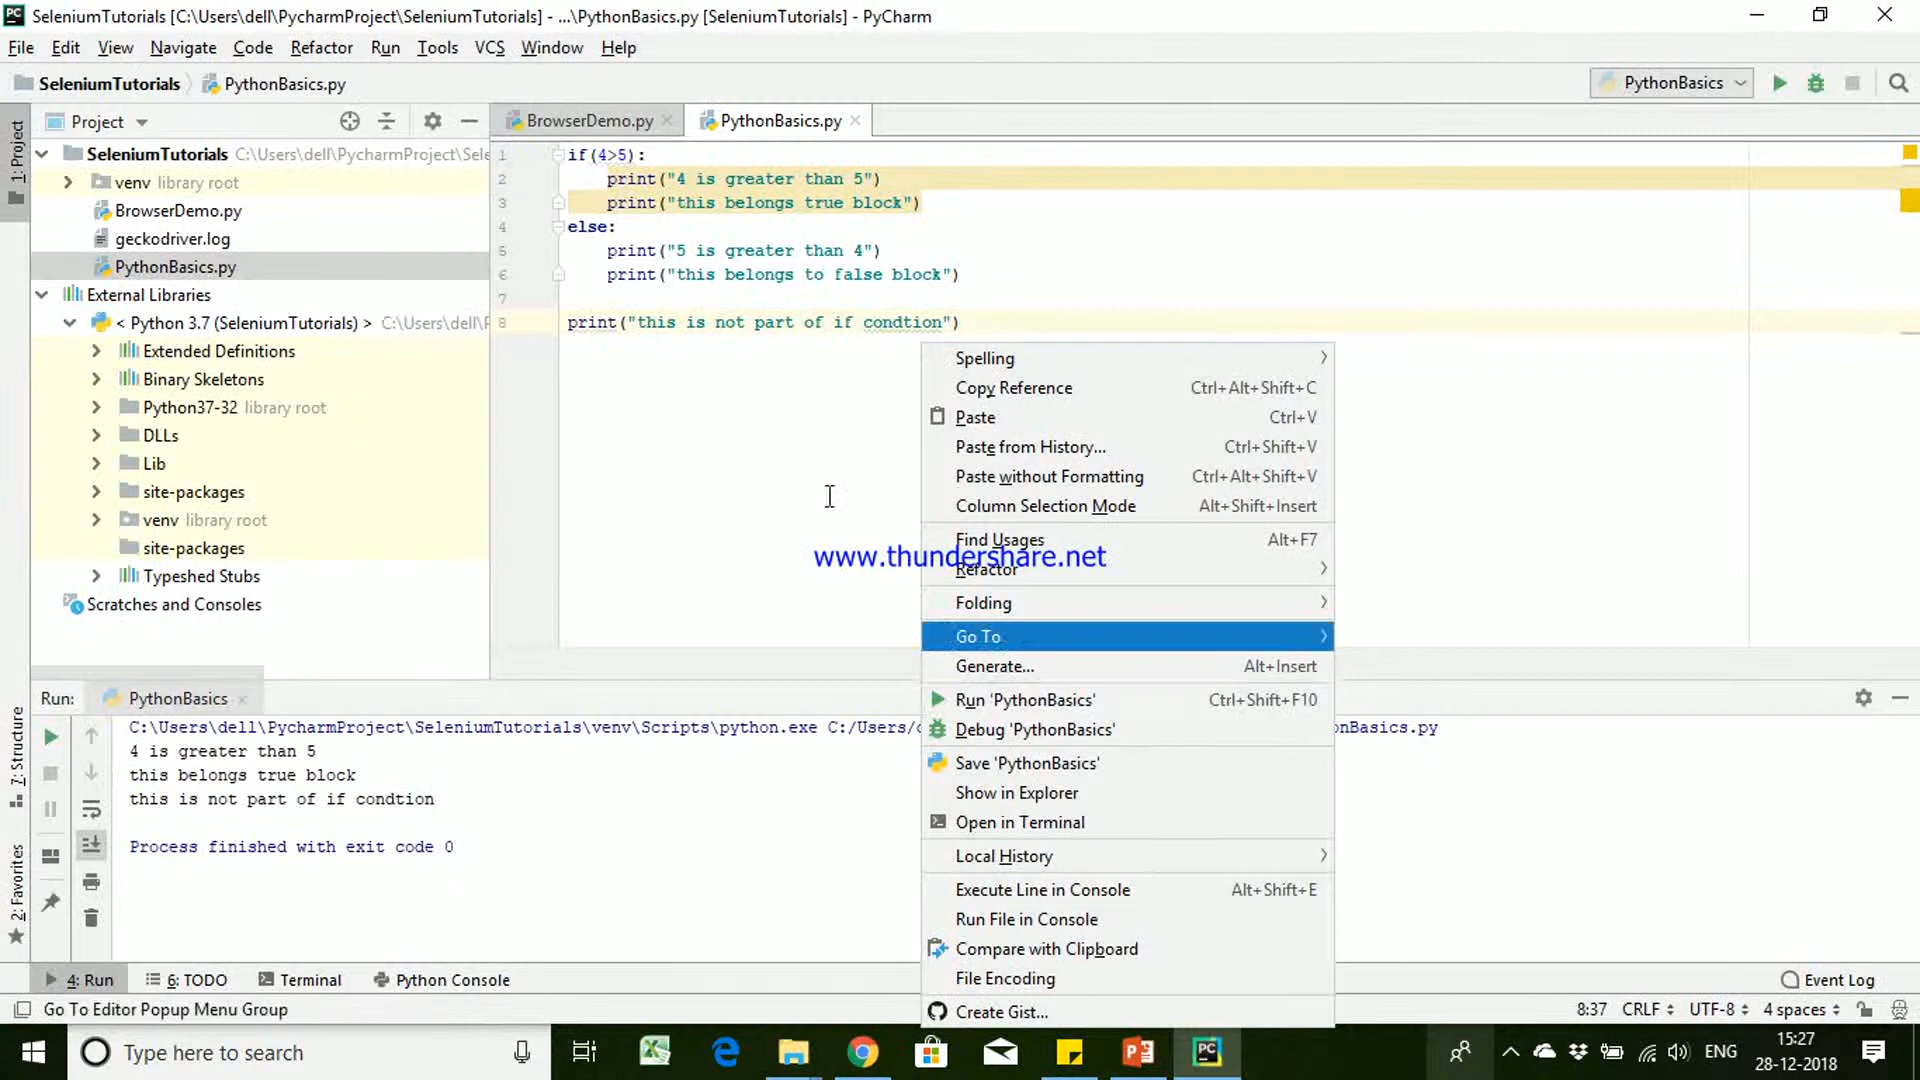 SeleniumTutorials [C:\Users\dell\PycharmProject\SeleniumTutorials] - ...\PythonBasics.py [SeleniumTutorials] - PyCharm
File Edit View Navigate Code Refactor Run Tools VCS Window Help
SeleniumTutorials PythonBasics.py
PythonBasics
1: Project
Project
SeleniumTutorials C:\Users\dell\PycharmProject\Sele
venv library root
BrowserDemo.py
geckodriver.log
PythonBasics.py
External Libraries
< Python 3.7 (SeleniumTutorials) > C:\Users\dell\P
Extended Definitions
Binary Skeletons
Python37-32 library root
DLLs
Lib
site-packages
venv library root
site-packages
Typeshed Stubs
Scratches and Consoles
BrowserDemo.py PythonBasics.py
1 if(4>5):
2 print("4 is greater than 5")
3 print("this belongs true block")
4 else:
5 print("5 is greater than 4")
6 print("this belongs to false block")
7
8 print("this is not part of if condtion")
Spelling
Copy Reference Ctrl+Alt+Shift+C
Paste Ctrl+V
Paste from History... Ctrl+Shift+V
Paste without Formatting Ctrl+Alt+Shift+V
Column Selection Mode Alt+Shift+Insert
Find Usages Alt+F7
www.thundershare.net
Refactor
Folding
Go To
Generate... Alt+Insert
Run 'PythonBasics' Ctrl+Shift+F10
Debug 'PythonBasics'
Save 'PythonBasics'
Show in Explorer
Open in Terminal
Local History
Execute Line in Console Alt+Shift+E
Run File in Console
Compare with Clipboard
File Encoding
Create Gist...
Run: PythonBasics
C:\Users\dell\PycharmProject\SeleniumTutorials\venv\Scripts\python.exe C:/Users/ nBasics.py
4 is greater than 5
this belongs true block
this is not part of if condtion
Process finished with exit code 0
7: Structure
2: Favorites
4: Run 6: TODO Terminal Python Console Event Log
Go To Editor Popup Menu Group 8:37 CRLF UTF-8 4 spaces
Type here to search
ENG
15:27
28-12-2018